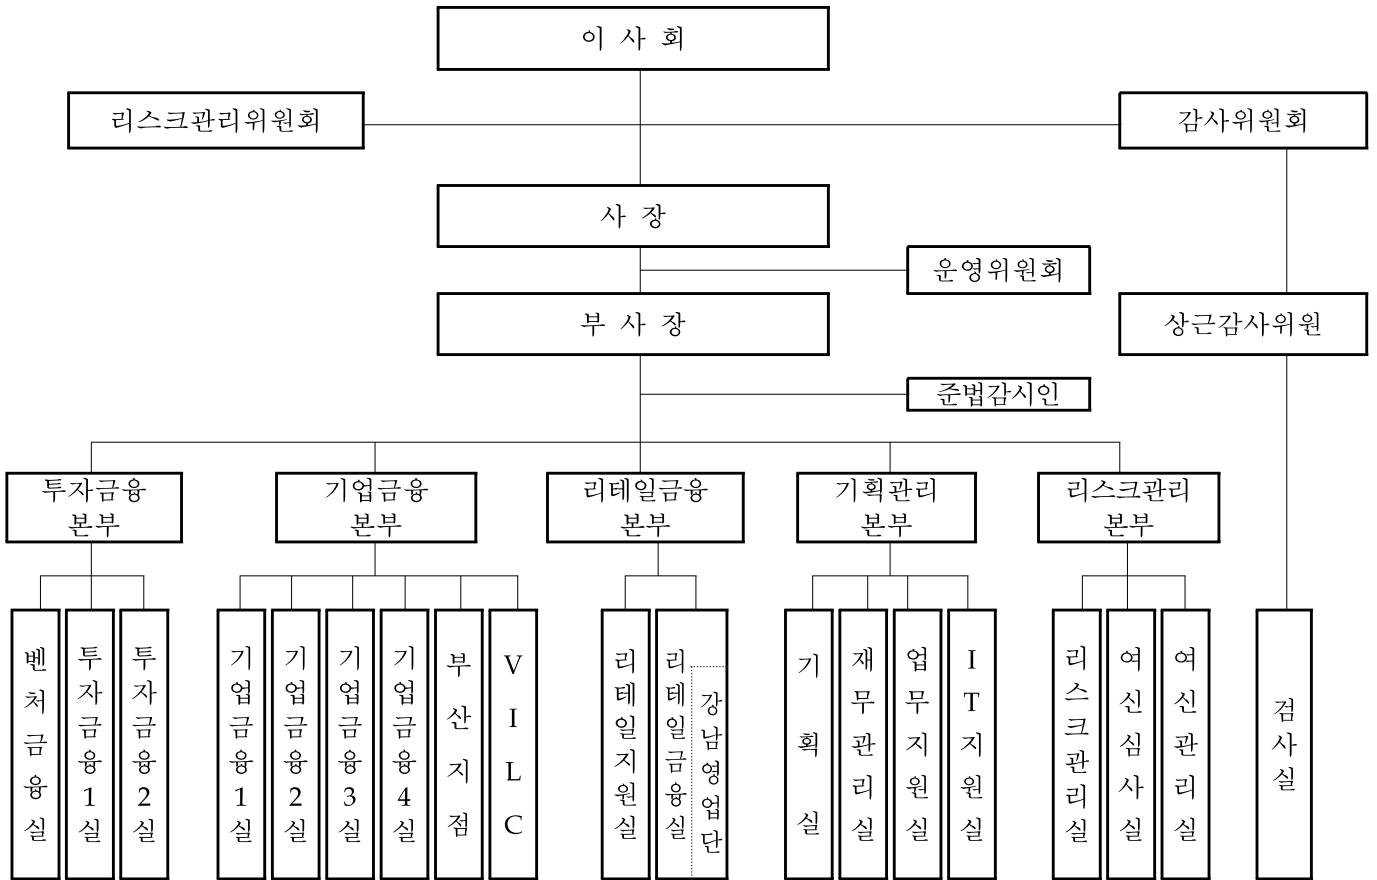 이 사 회
리스크관리위원회
감사위원회
사 장
운영위원회
부 사 장
상근감사위원
준법감시인
투자금융
본부
기업금융
본부
리테일금융
본부
기획관리
본부
리스크관리
본부
벤처금융실
투자금융1실
투자금융2실
기업금융1실
기업금융2실
기업금융3실
기업금융4실
부산지점
VILC
리테일지원실
리테일금융실
강남영업단
기획실
재무관리실
업무지원실
IT지원실
리스크관리실
여신심사실
여신관리실
검사실